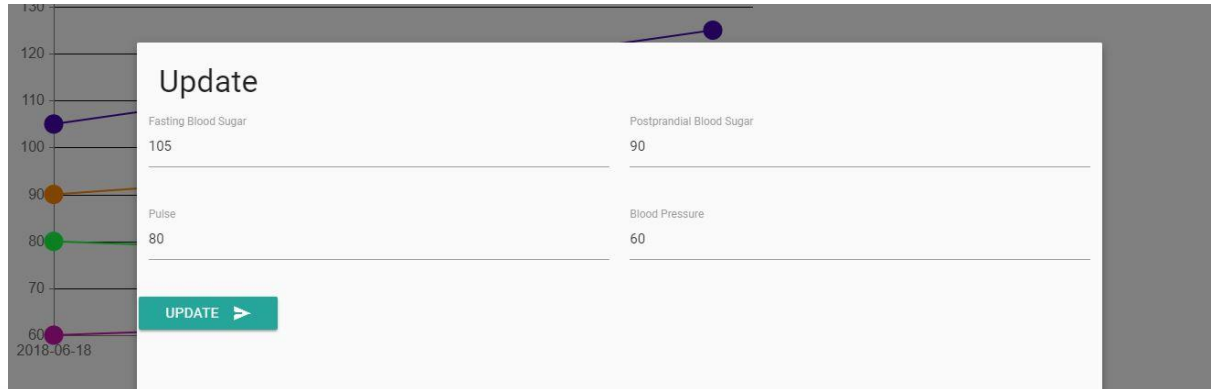 130
120
110
100
90
80
70
60
2018-06-18
Update
Fasting Blood Sugar
105
Postprandial Blood Sugar
90
Pulse
80
Blood Pressure
60
UPDATE